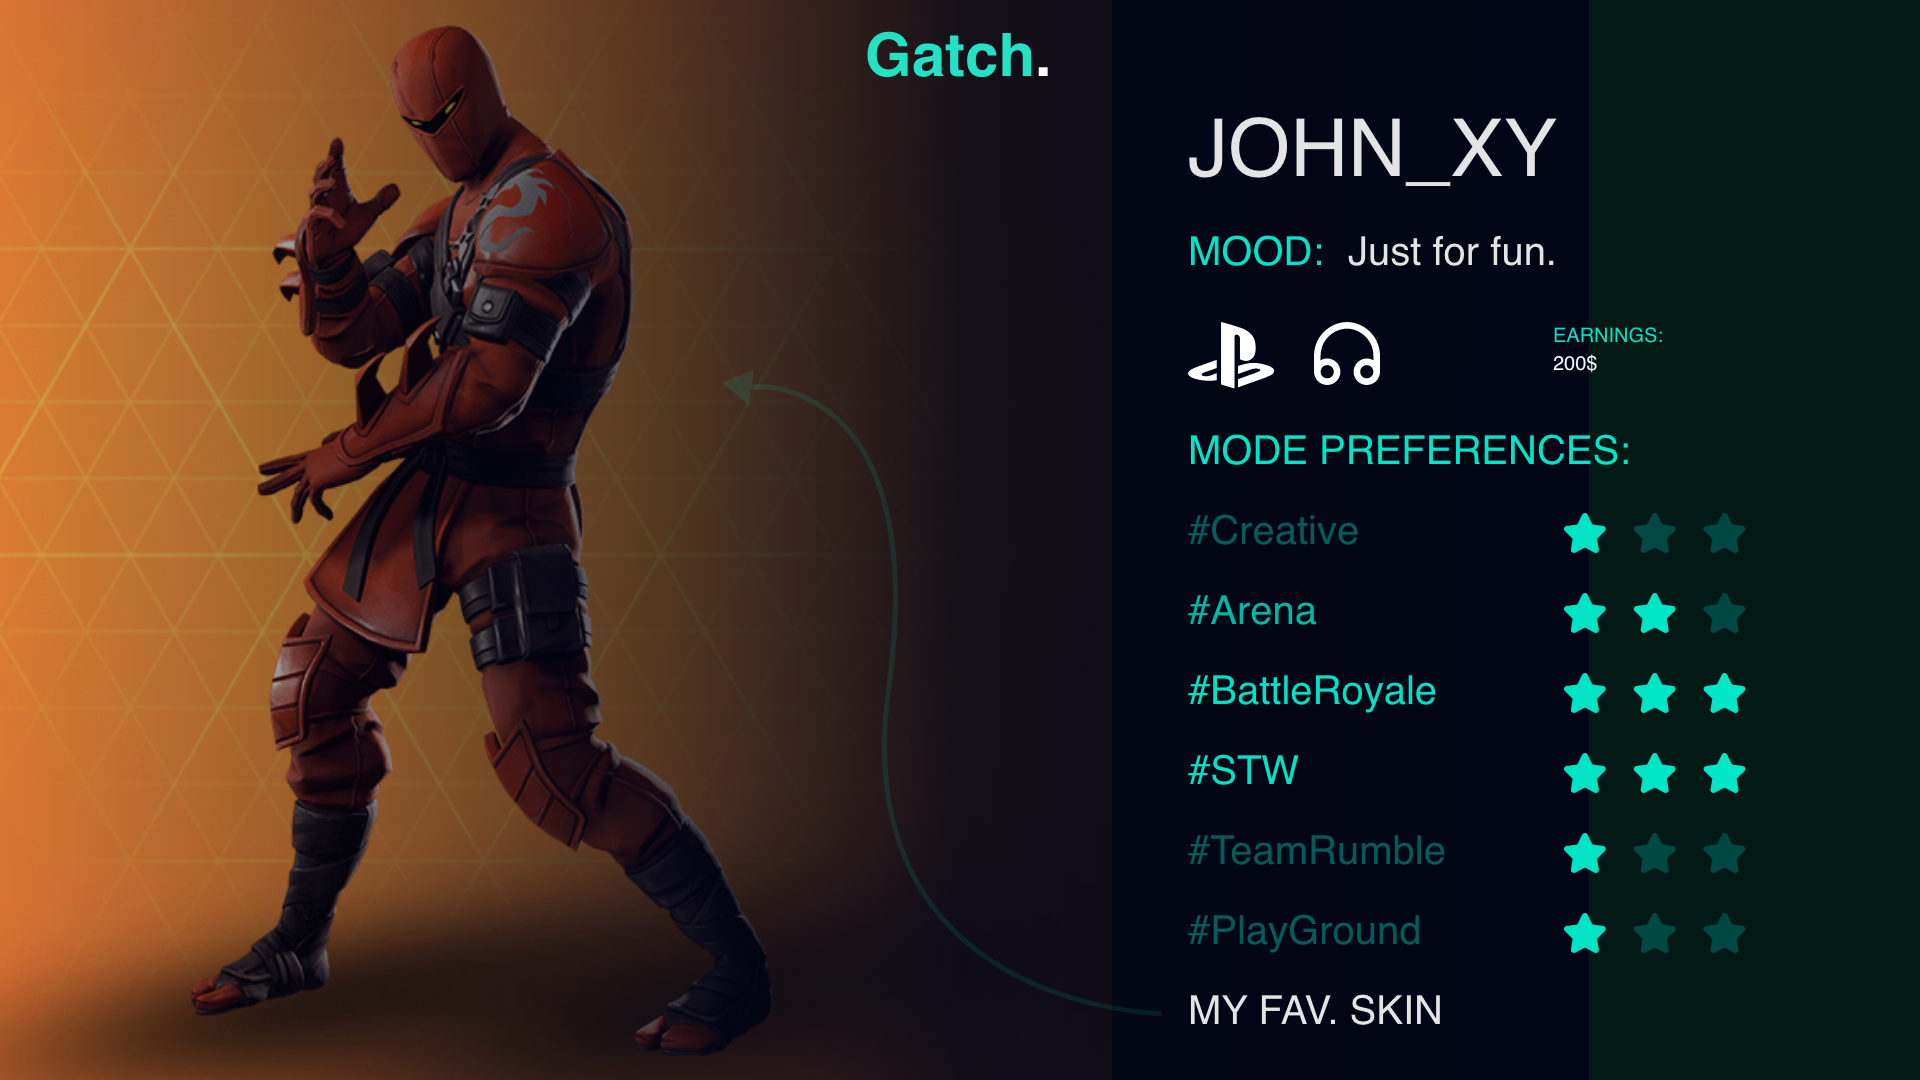 Gatch.
JOHN_XY
MOOD: Just for fun.
EARNINGS:
200$
MODE PREFERENCES:
#Creative
#Arena
#BattleRoyale
#STW
#TeamRumble
#PlayGround
MY FAV. SKIN